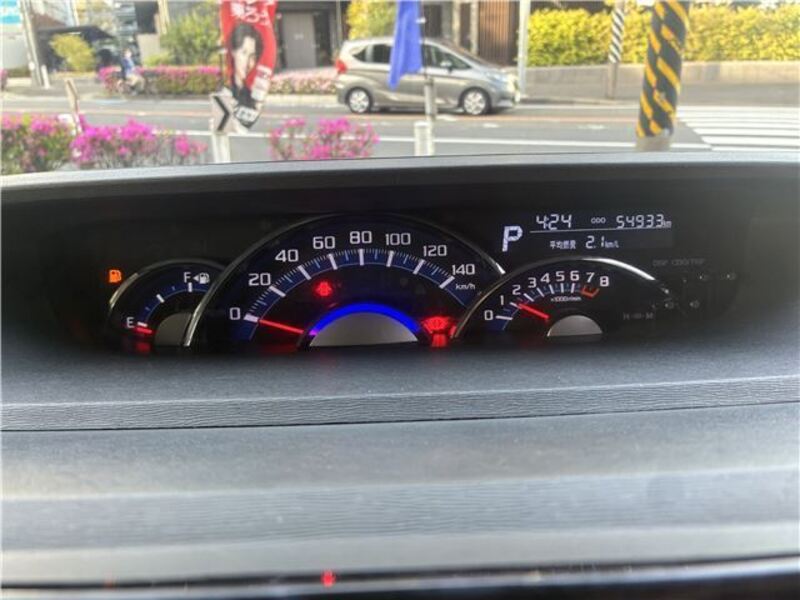 4:24 ODO 54933km
P 平均燃費 2.1km/L
F
E
0 20 40 60 80 100 120 140
km/h
0 1 2 3 4 5 6 7 8
×1000r/min
DISP ODO/TRIP